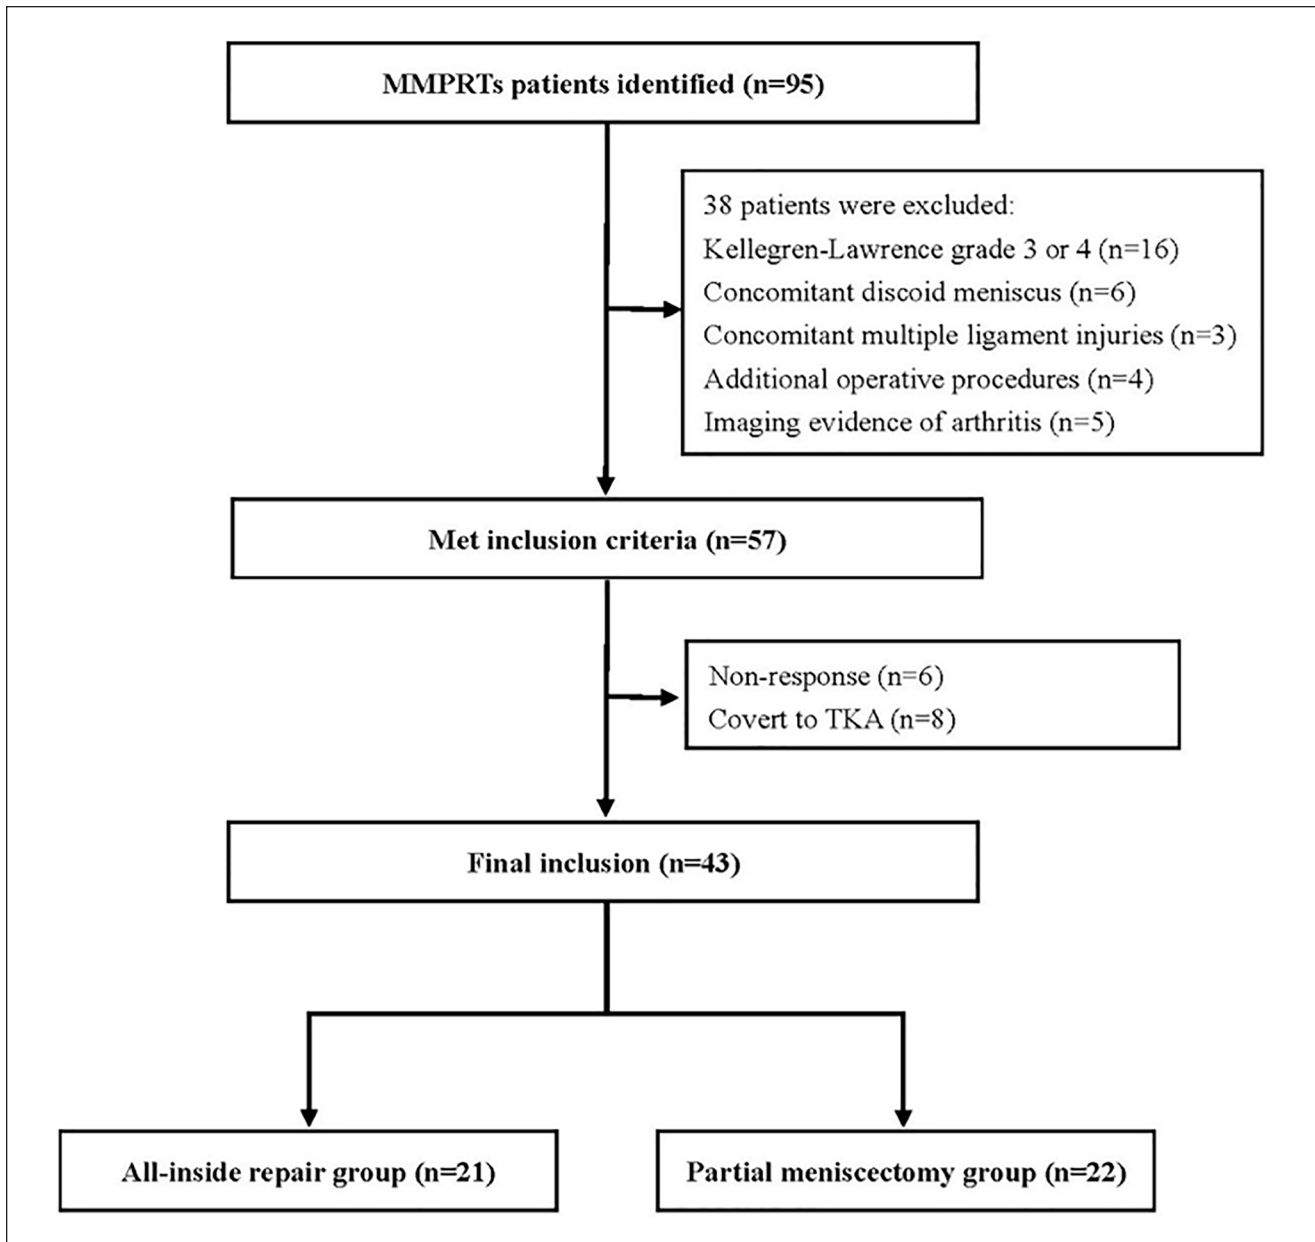 MMPRTs patients identified (n=95)
38 patients were excluded:
Kellegren-Lawrence grade 3 or 4 (n=16)
Concomitant discoid meniscus (n=6)
Concomitant multiple ligament injuries (n=3)
Additional operative procedures (n=4)
Imaging evidence of arthritis (n=5)
Met inclusion criteria (n=57)
Non-response (n=6)
Covert to TKA (n=8)
Final inclusion (n=43)
All-inside repair group (n=21)
Partial meniscectomy group (n=22)